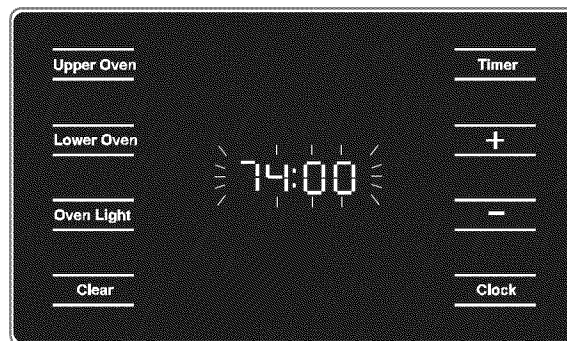 Upper Oven
Timer
Lower Oven
+
74:00
Oven Light
-
Clear
Clock